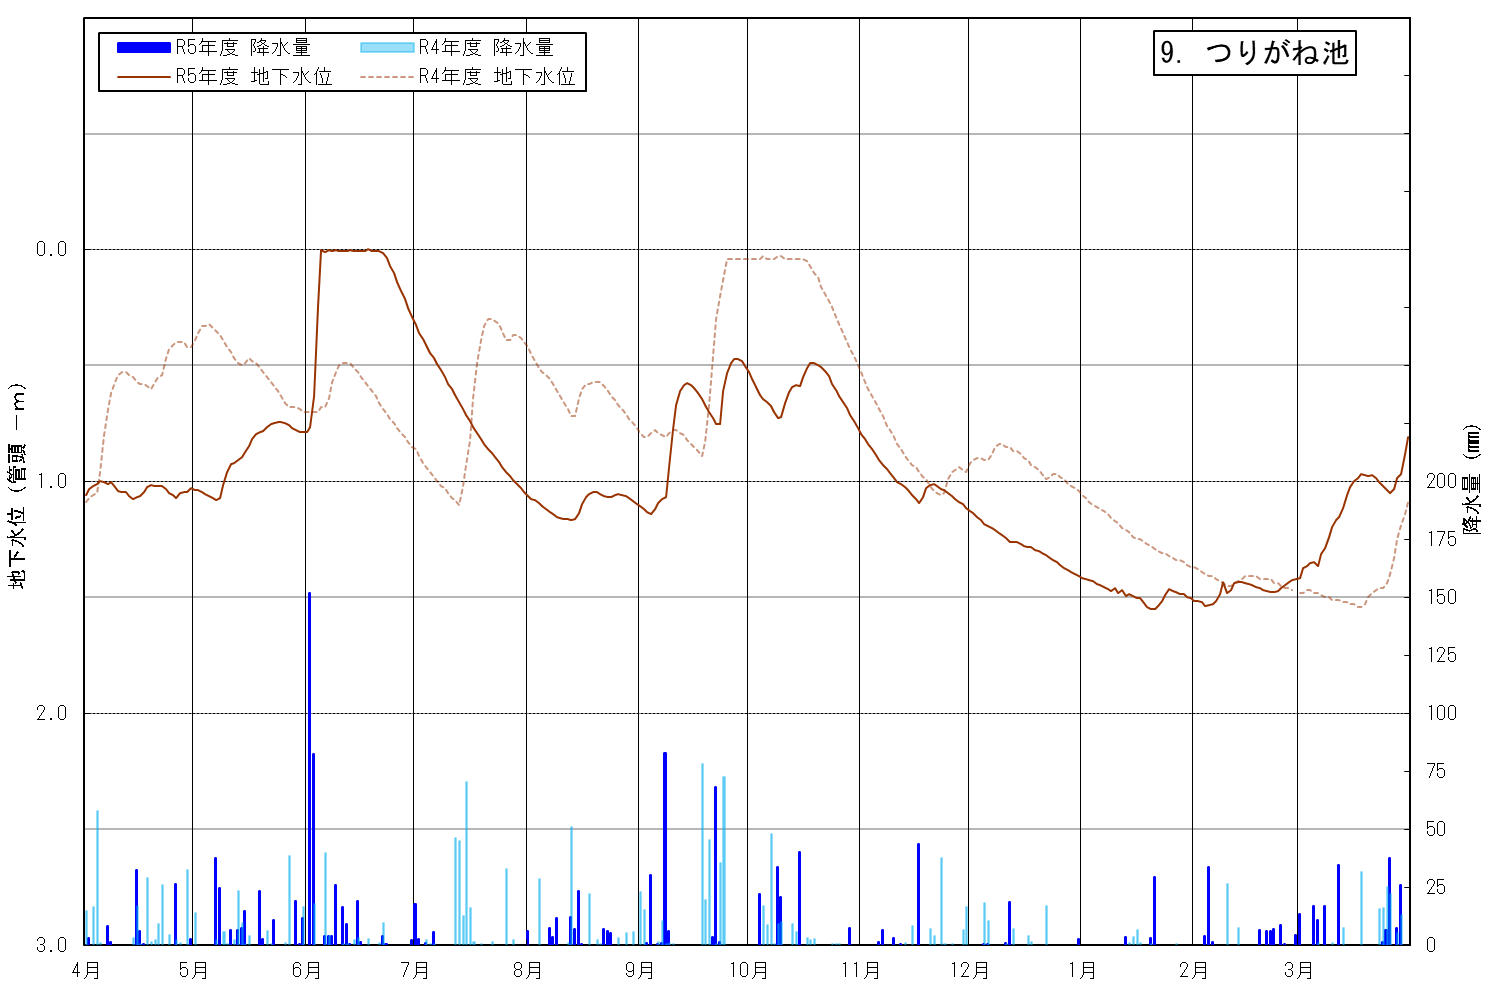 R5年度 降水量 R4年度 降水量
R5年度 地下水位 R4年度 地下水位
9. つりがね池
地下水位 (管頭 −m)
0.0
1.0
2.0
3.0
降水量 (㎜)
200
175
150
125
100
75
50
25
0
4月 5月 6月 7月 8月 9月 10月 11月 12月 1月 2月 3月